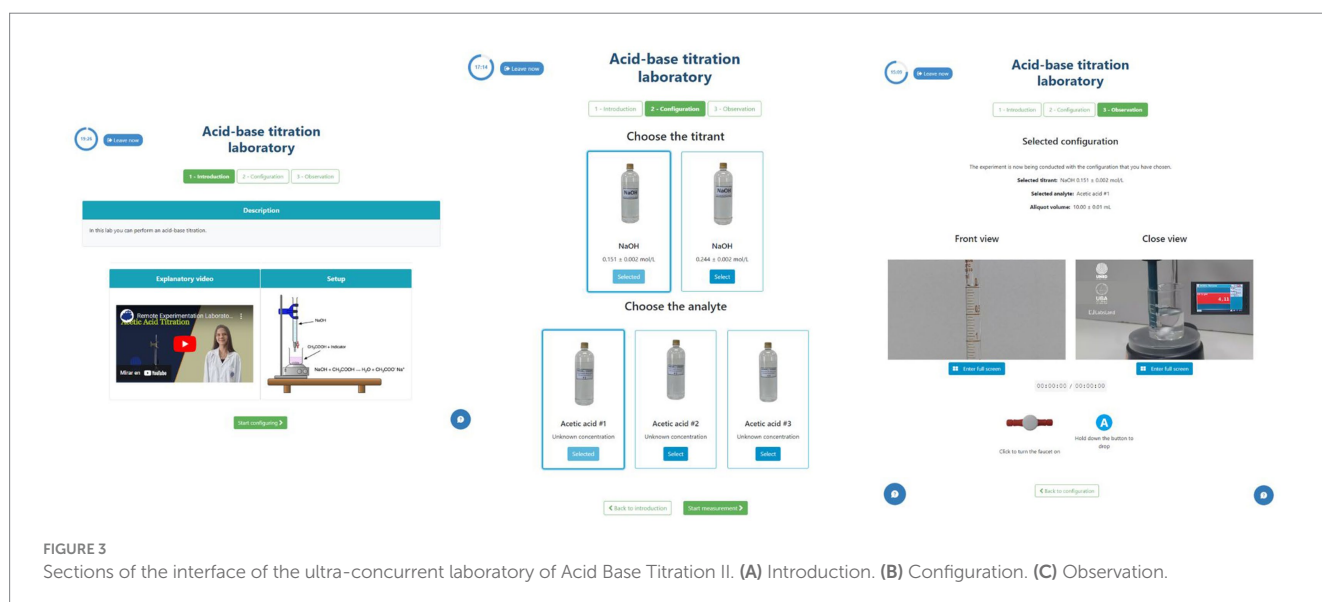 Leave now
Acid-base titration
laboratory
1 - Introduction
2 - Configuration
3 - Observation
Description
In this lab you can perform an acid-base titration.
Explanatory video
Setup
Remote Experimentation Laborato...
Acetic Acid Titration
Mirar en YouTube
NaOH
CH₃COOH + Indicator
NaOH + CH₃COOH → H₂O + CH₃COO⁻Na⁺
Start configuring
17:14
Leave now
Acid-base titration
laboratory
1 - Introduction
2 - Configuration
3 - Observation
Choose the titrant
NaOH
NaOH
NaOH
0.151 ± 0.002 mol/L
Selected
NaOH
0.244 ± 0.002 mol/L
Select
Choose the analyte
Acetic acid #1
Unknown concentration
Selected
Acetic acid #2
Unknown concentration
Select
Acetic acid #3
Unknown concentration
Select
Back to introduction
Start measurement
Leave now
Acid-base titration
laboratory
1 - Introduction
2 - Configuration
3 - Observation
Selected configuration
The experiment is now being conducted with the configuration that you have chosen.
Selected titrant: NaOH 0.151 ± 0.002 mol/L
Selected analyte: Acetic acid #1
Aliquot volume: 10.00 ± 0.01 mL
Front view
Close view
LabsLand
Enter full screen
Enter full screen
00:00:00 / 00:00:00
Click to turn the faucet on
A
Hold down the button to
drop
Back to configuration
FIGURE 3
Sections of the interface of the ultra-concurrent laboratory of Acid Base Titration II. (A) Introduction. (B) Configuration. (C) Observation.